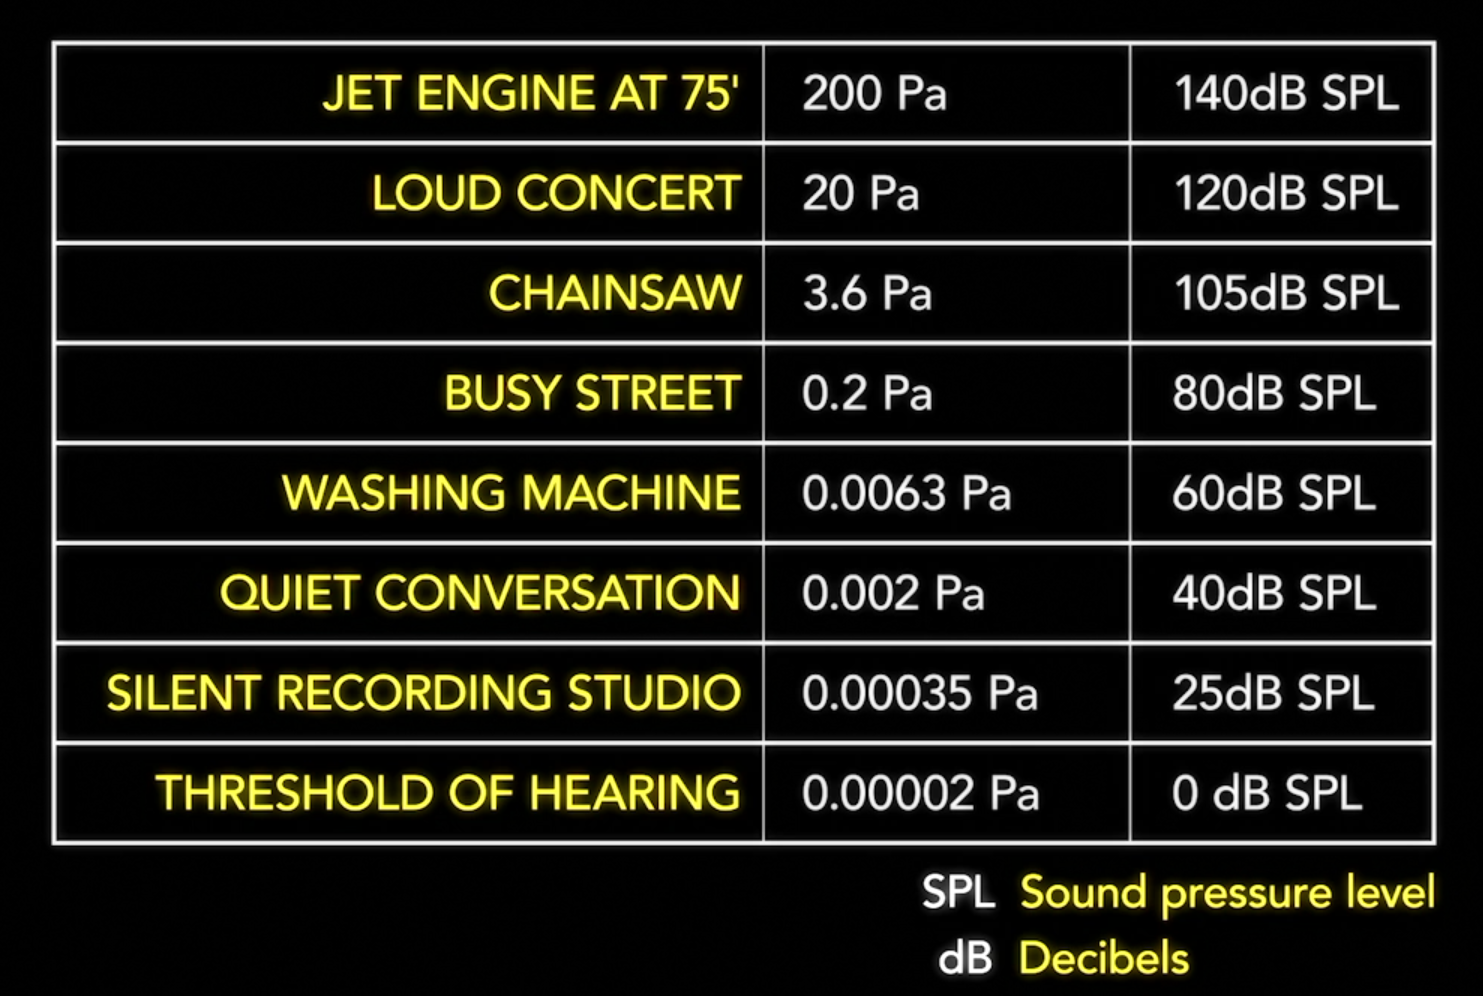 JET ENGINE AT 75' 200 Pa 140dB SPL
LOUD CONCERT 20 Pa 120dB SPL
CHAINSAW 3.6 Pa 105dB SPL
BUSY STREET 0.2 Pa 80dB SPL
WASHING MACHINE 0.0063 Pa 60dB SPL
QUIET CONVERSATION 0.002 Pa 40dB SPL
SILENT RECORDING STUDIO 0.00035 Pa 25dB SPL
THRESHOLD OF HEARING 0.00002 Pa 0 dB SPL
SPL Sound pressure level
dB Decibels